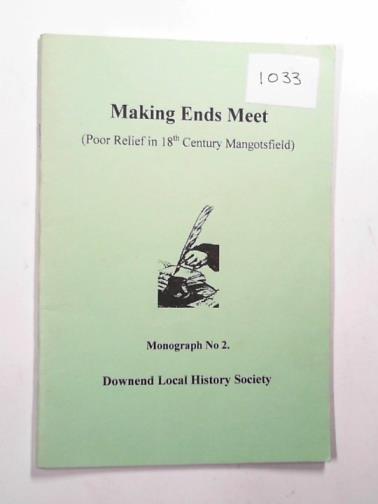 1033
Making Ends Meet
(Poor Relief in 18th Century Mangotsfield)
Monograph No 2.
Downend Local History Society